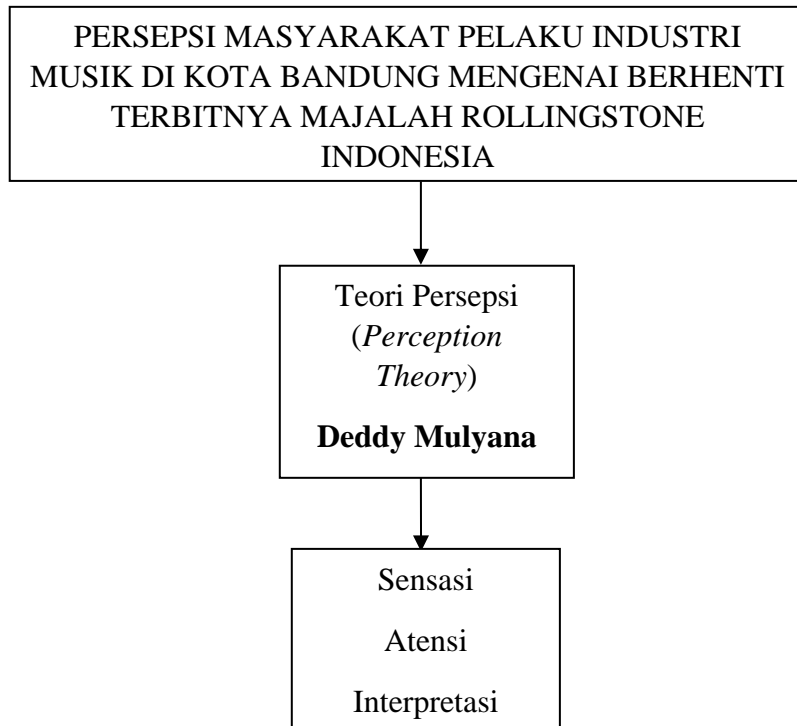 PERSEPSI MASYARAKAT PELAKU INDUSTRI
MUSIK DI KOTA BANDUNG MENGENAI BERHENTI
TERBITNYA MAJALAH ROLLINGSTONE
INDONESIA
Teori Persepsi
(Perception
Theory)
Deddy Mulyana
Sensasi
Atensi
Interpretasi